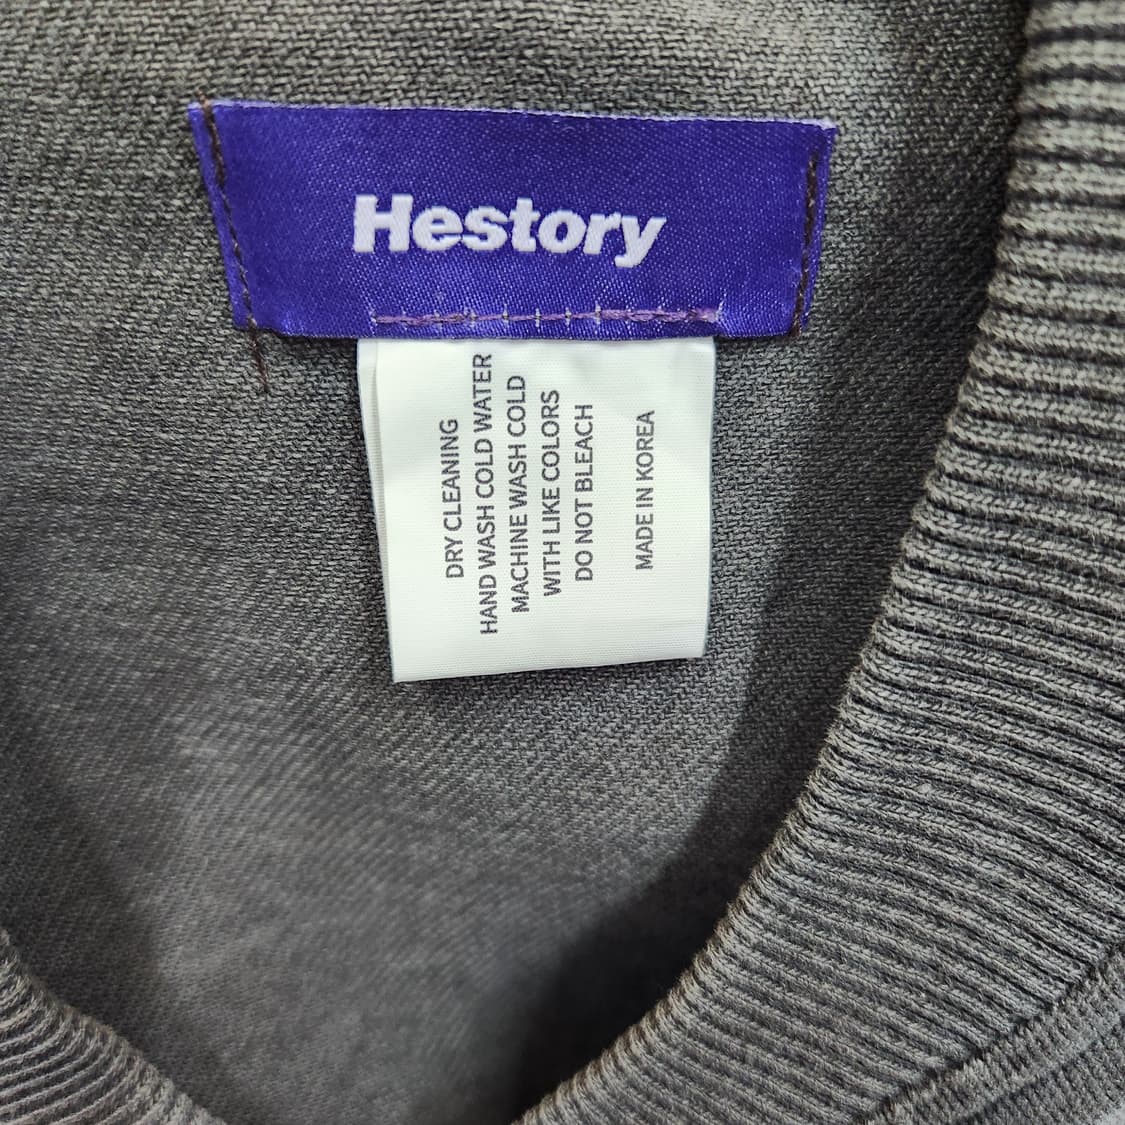 Hestory
DRY CLEANING
HAND WASH COLD WATER
MACHINE WASH COLD
WITH LIKE COLORS
DO NOT BLEACH
MADE IN KOREA